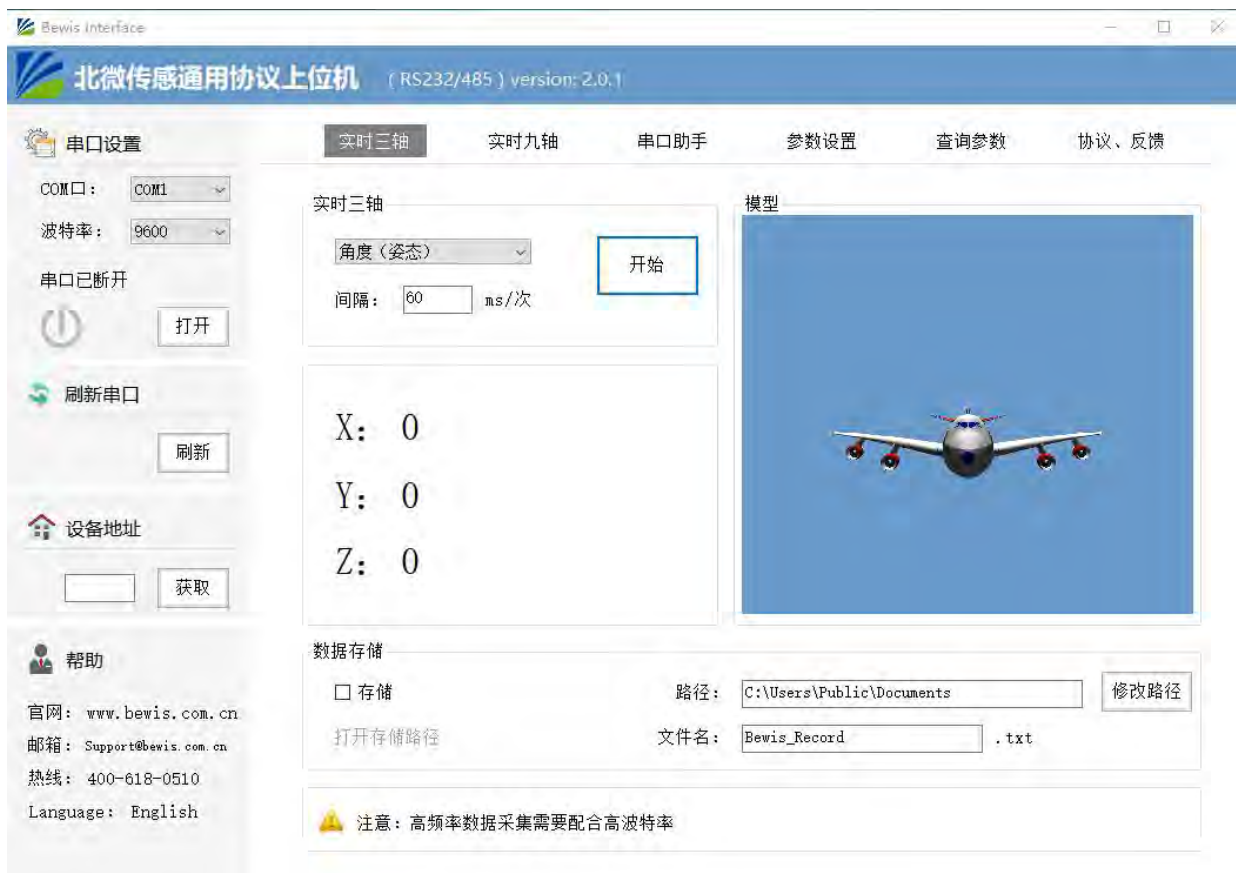 Bewis Interface
北微传感通用协议上位机 (RS232/485) version: 2.0.1
串口设置
COM口: COM1
波特率: 9600
串口已断开
打开
刷新串口
刷新
设备地址
获取
帮助
官网: www.bewis.com.cn
邮箱: Support@bewis.com.cn
热线: 400-618-0510
Language: English
实时三轴 实时九轴 串口助手 参数设置 查询参数 协议、反馈
实时三轴
角度（姿态）
开始
间隔: 60 ms/次
X: 0
Y: 0
Z: 0
模型
数据存储
存储
路径: C:\Users\Public\Documents 修改路径
打开存储路径
文件名: Bewis_Record .txt
注意：高频率数据采集需要配合高波特率